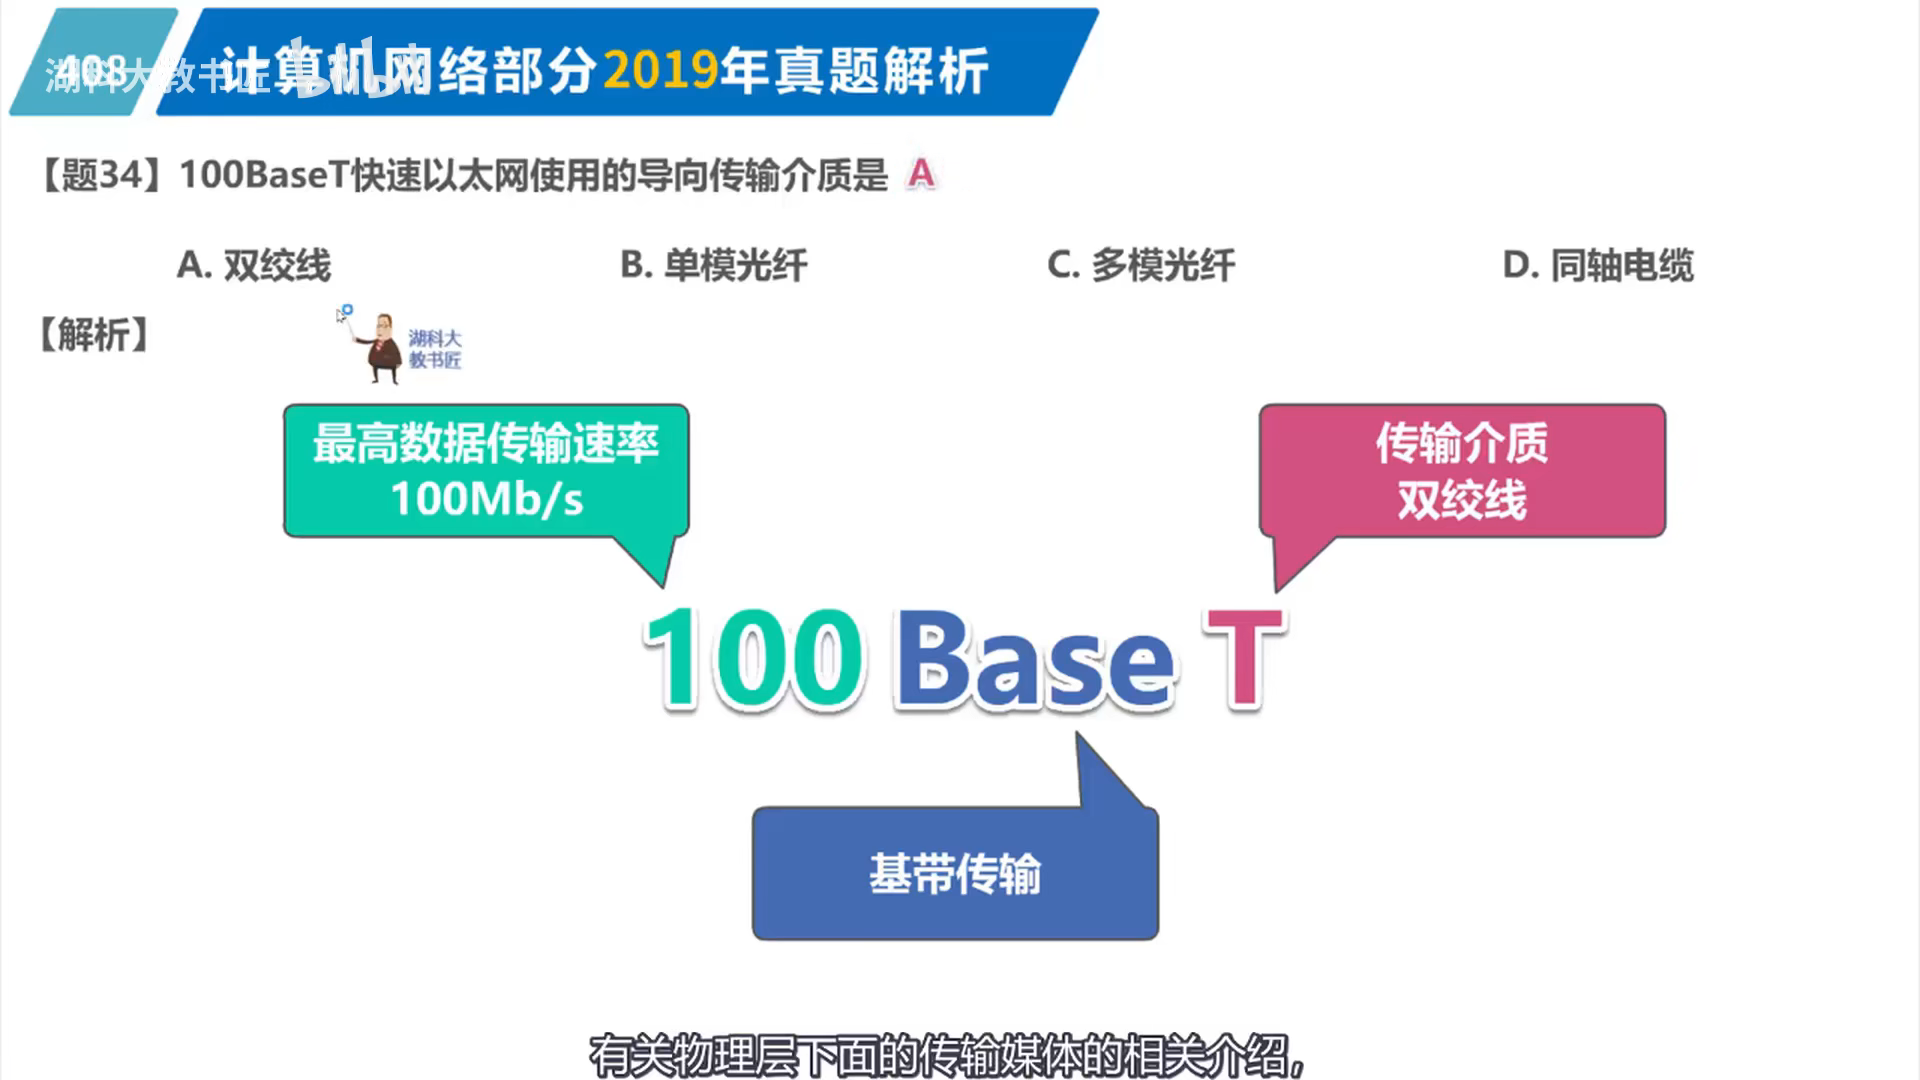 408 计算机网络部分2019年真题解析
湖科大教书匠 bilibili
【题34】100BaseT快速以太网使用的导向传输介质是 A
A. 双绞线 B. 单模光纤 C. 多模光纤 D. 同轴电缆
【解析】
湖科大
教书匠
最高数据传输速率
100Mb/s
传输介质
双绞线
100 Base T
基带传输
有关物理层下面的传输媒体的相关介绍，